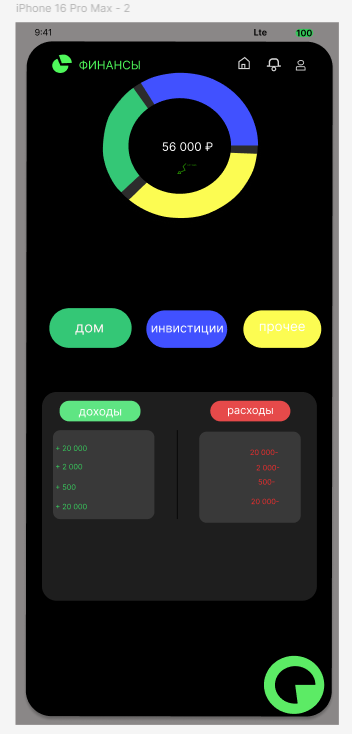 iPhone 16 Pro Max - 2
9:41 Lte 100
ФИНАНСЫ
56 000 ₽
дом инвистиции прочее
доходы расходы
+ 20 000 20 000-
+ 2 000 2 000-
+ 500 500-
+ 20 000 20 000-